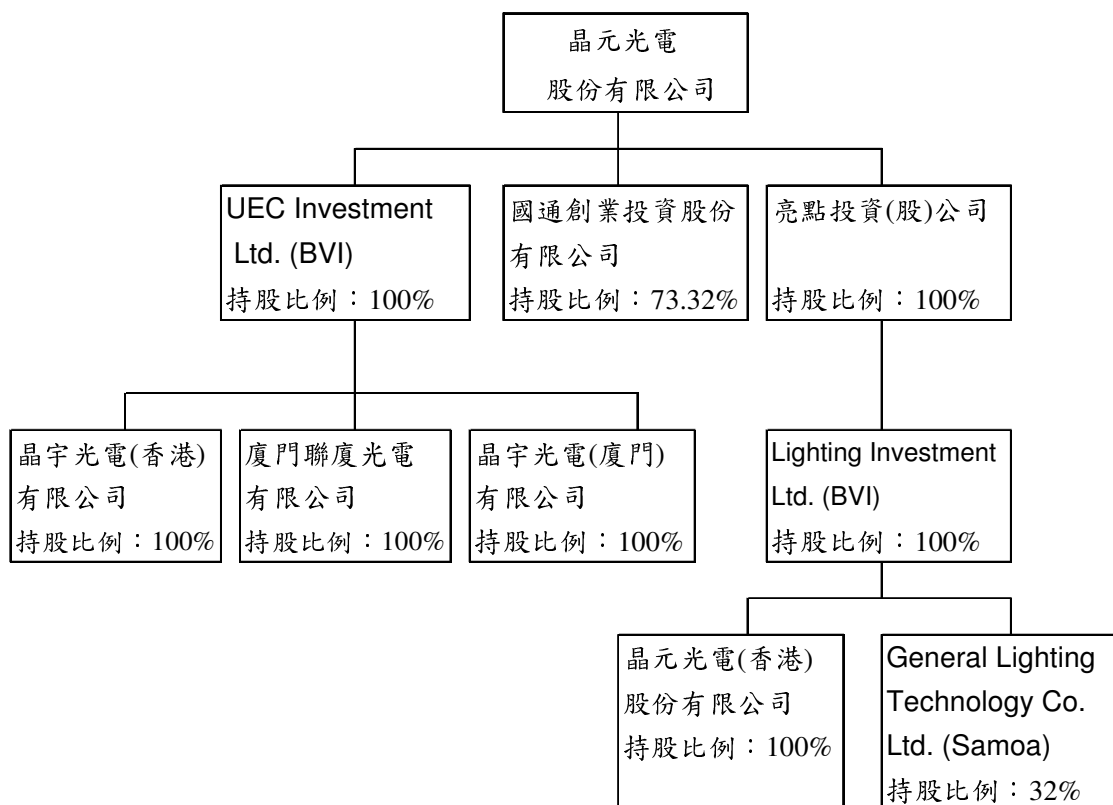 晶元光電
股份有限公司
UEC Investment
Ltd. (BVI)
持股比例：100%
國通創業投資股份
有限公司
持股比例：73.32%
亮點投資(股)公司
持股比例：100%
晶宇光電(香港)
有限公司
持股比例：100%
廈門聯廈光電
有限公司
持股比例：100%
晶宇光電(廈門)
有限公司
持股比例：100%
Lighting Investment
Ltd. (BVI)
持股比例：100%
晶元光電(香港)
股份有限公司
持股比例：100%
General Lighting
Technology Co.
Ltd. (Samoa)
持股比例：32%